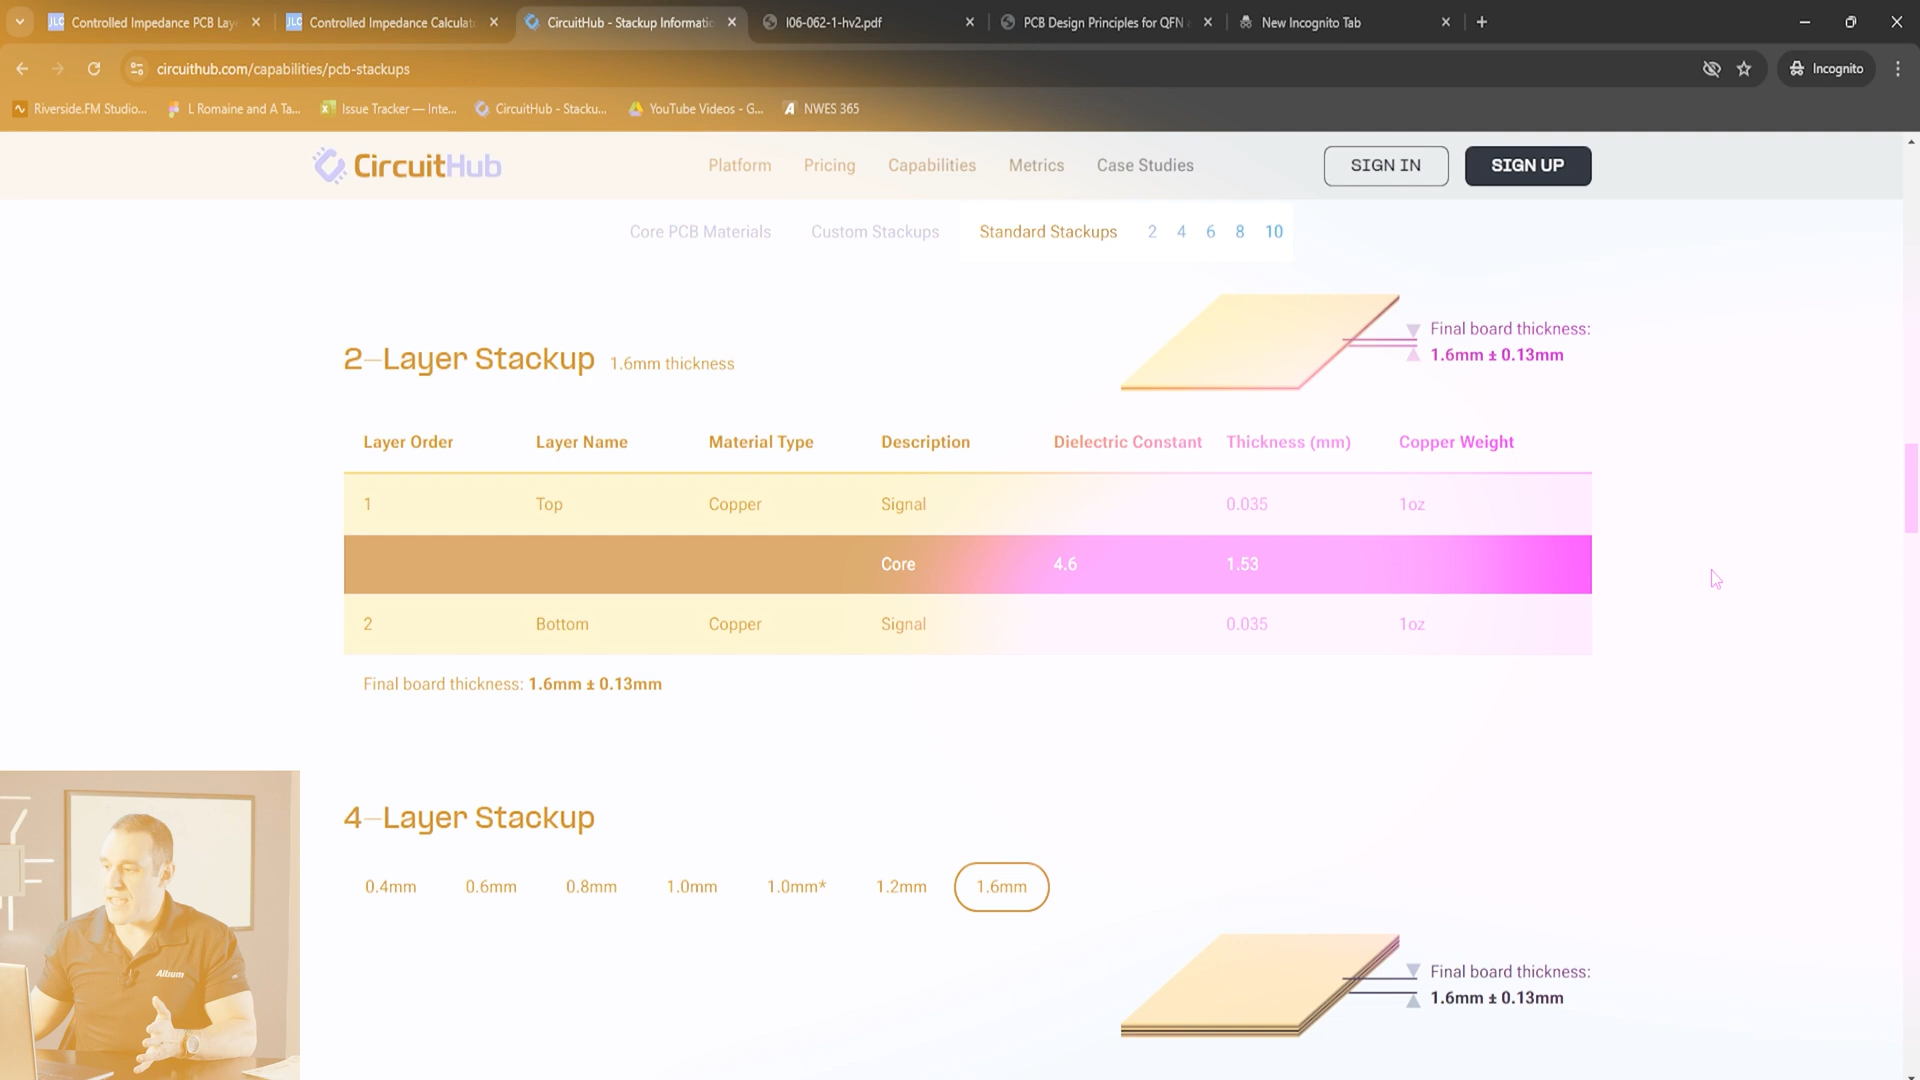 Controlled Impedance PCB Lay
Controlled Impedance Calculat
CircuitHub - Stackup Informatio
I06-062-1-hv2.pdf
PCB Design Principles for QFN
New Incognito Tab
circuithub.com/capabilities/pcb-stackups
Incognito
Riverside.FM Studio...
L Romaine and A Ta...
Issue Tracker — Inte...
CircuitHub - Stacku...
YouTube Videos - G...
NWES 365
CircuitHub
Platform
Pricing
Capabilities
Metrics
Case Studies
SIGN IN
SIGN UP
Core PCB Materials
Custom Stackups
Standard Stackups 2 4 6 8 10
2-Layer Stackup 1.6mm thickness
Final board thickness:
1.6mm ± 0.13mm
Layer Order Layer Name Material Type Description Dielectric Constant Thickness (mm) Copper Weight
1 Top Copper Signal 0.035 1oz
Core 4.6 1.53
2 Bottom Copper Signal 0.035 1oz
Final board thickness: 1.6mm ± 0.13mm
4-Layer Stackup
0.4mm 0.6mm 0.8mm 1.0mm 1.0mm* 1.2mm 1.6mm
Final board thickness:
1.6mm ± 0.13mm
Altium